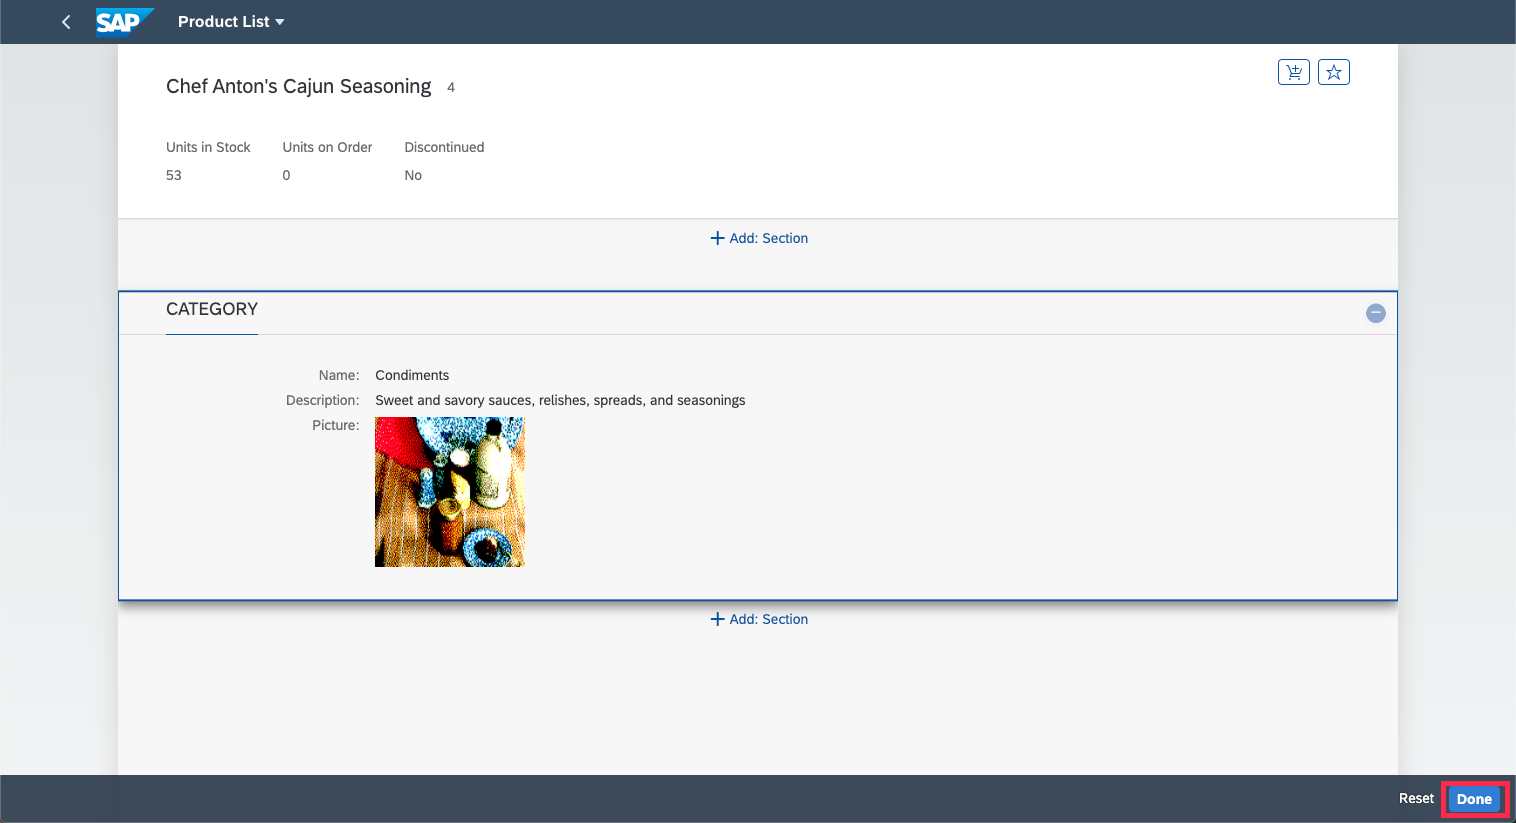 SAP Product List
Chef Anton's Cajun Seasoning 4
Units in Stock Units on Order Discontinued
53 0 No
Add: Section
CATEGORY
Name: Condiments
Description: Sweet and savory sauces, relishes, spreads, and seasonings
Picture:
Add: Section
Reset Done